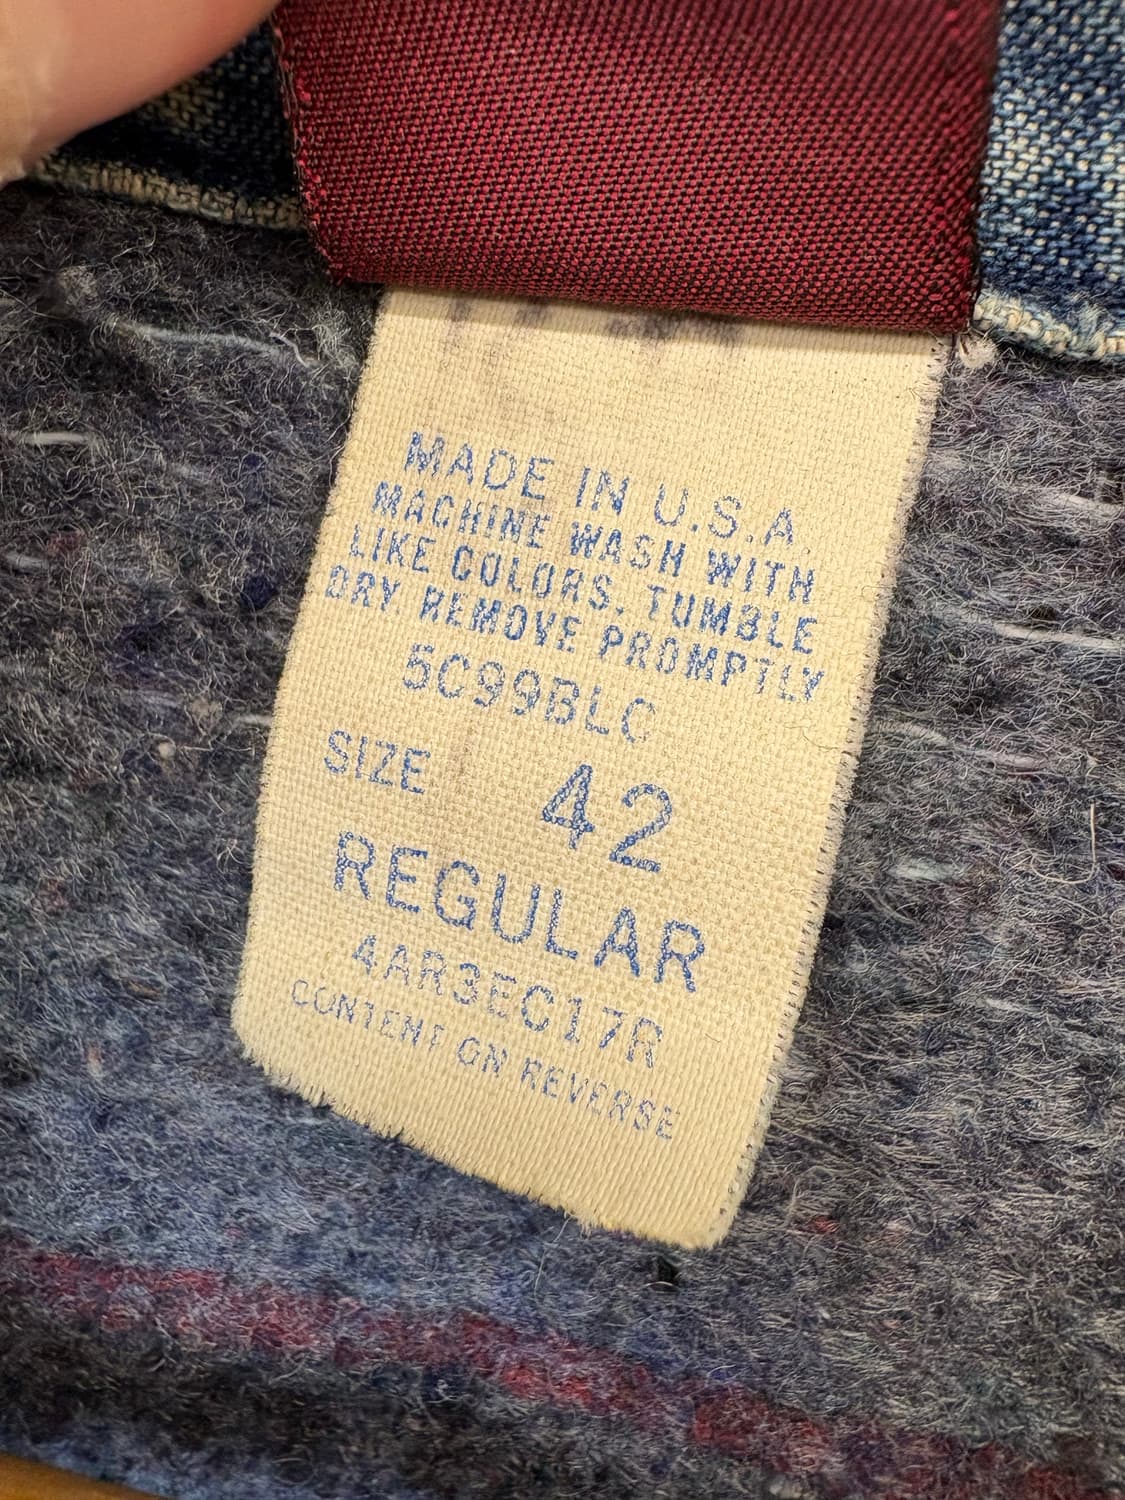 MADE IN U.S.A.
MACHINE WASH WITH
LIKE COLORS, TUMBLE
DRY. REMOVE PROMPTLY
5C99BLC
SIZE 42
REGULAR
4AR3EC17R
CONTENT ON REVERSE